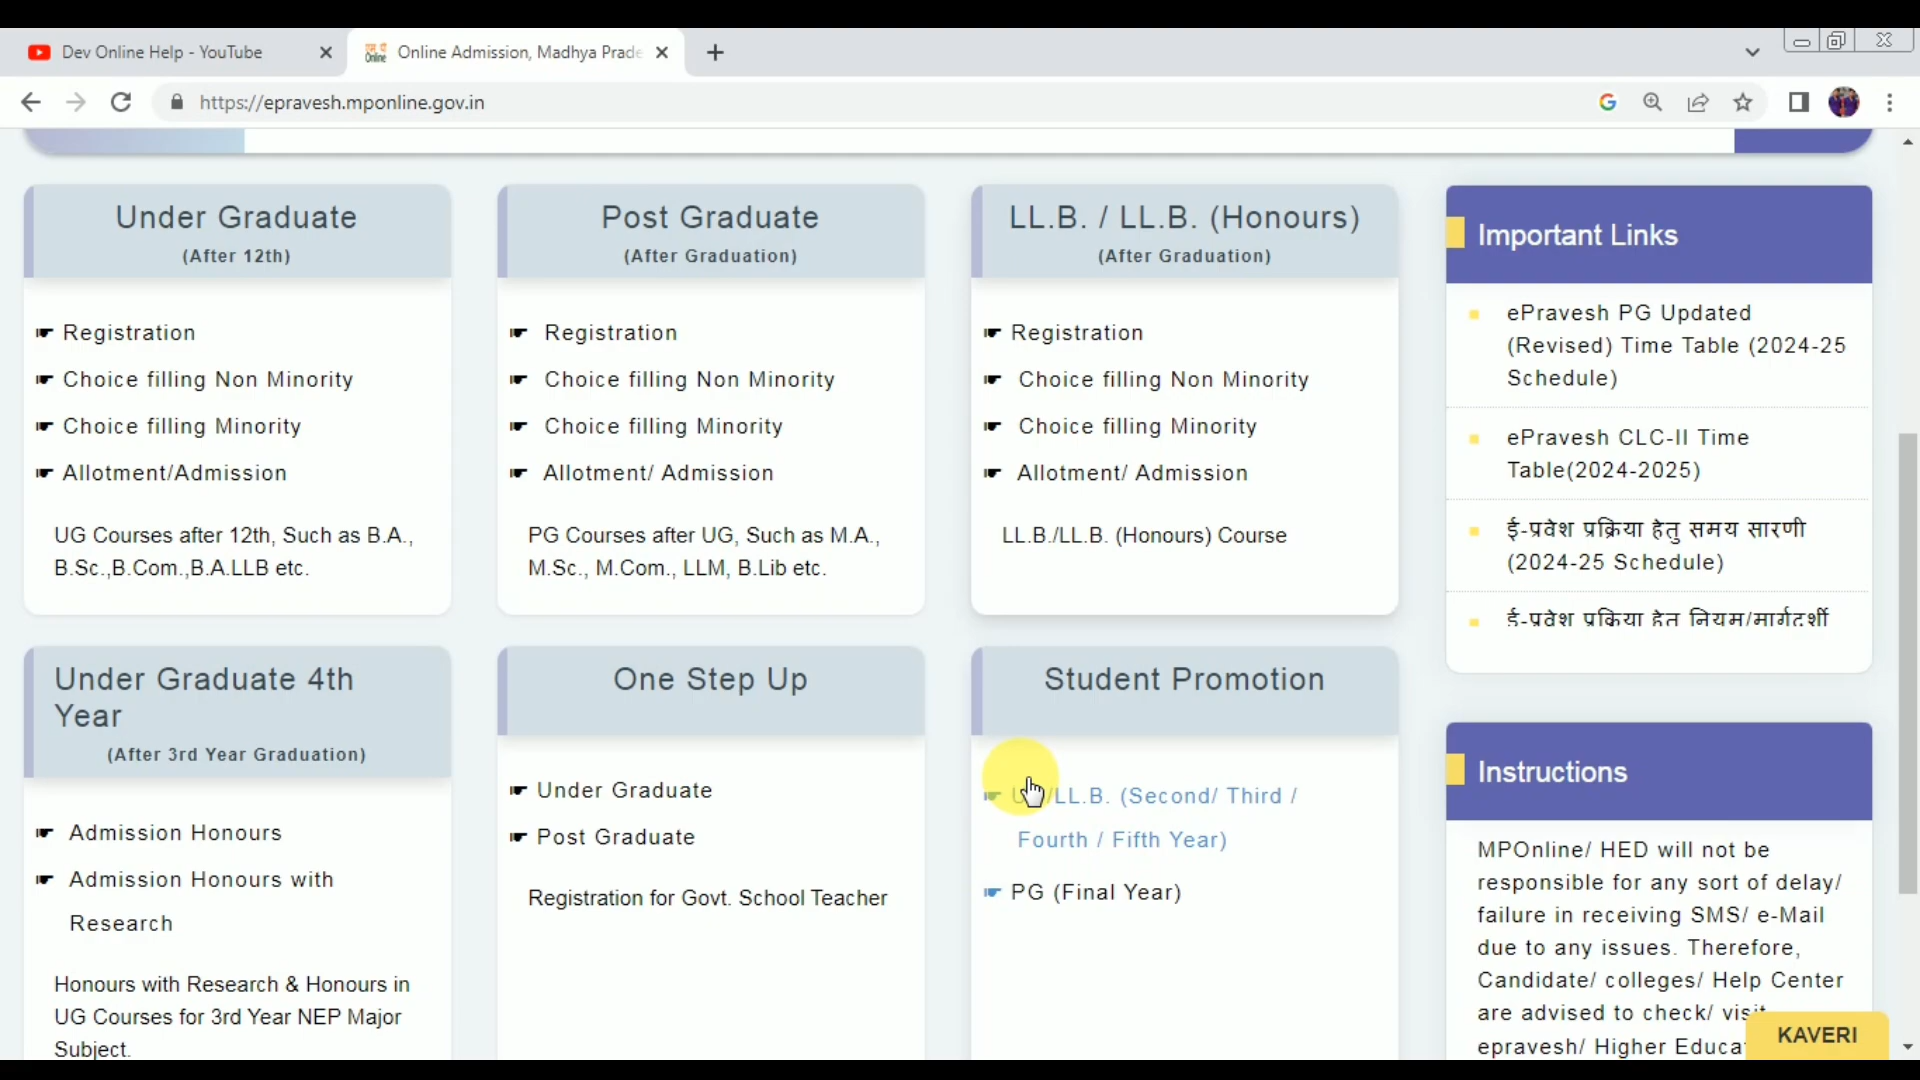 Dev Online Help - YouTube
Online Admission, Madhya Prade
https://epravesh.mponline.gov.in
Under Graduate
(After 12th)
Registration
Choice filling Non Minority
Choice filling Minority
Allotment/Admission
UG Courses after 12th, Such as B.A.,
B.Sc.,B.Com.,B.A.LLB etc.
Post Graduate
(After Graduation)
Registration
Choice filling Non Minority
Choice filling Minority
Allotment/ Admission
PG Courses after UG, Such as M.A.,
M.Sc., M.Com., LLM, B.Lib etc.
LL.B. / LL.B. (Honours)
(After Graduation)
Registration
Choice filling Non Minority
Choice filling Minority
Allotment/ Admission
LL.B./LL.B. (Honours) Course
Important Links
ePravesh PG Updated
(Revised) Time Table (2024-25
Schedule)
ePravesh CLC-II Time
Table(2024-2025)
ई-प्रवेश प्रक्रिया हेतु समय सारणी
(2024-25 Schedule)
ई-प्रवेश प्रक्रिया हेतु नियम/मार्गदर्शी
Under Graduate 4th
Year
(After 3rd Year Graduation)
Admission Honours
Admission Honours with
Research
Honours with Research & Honours in
UG Courses for 3rd Year NEP Major
Subject.
One Step Up
Under Graduate
Post Graduate
Registration for Govt. School Teacher
Student Promotion
/LL.B. (Second/ Third /
Fourth / Fifth Year)
PG (Final Year)
Instructions
MPOnline/ HED will not be
responsible for any sort of delay/
failure in receiving SMS/ e-Mail
due to any issues. Therefore,
Candidate/ colleges/ Help Center
are advised to check/ visit
epravesh/ Higher Educa
KAVERI